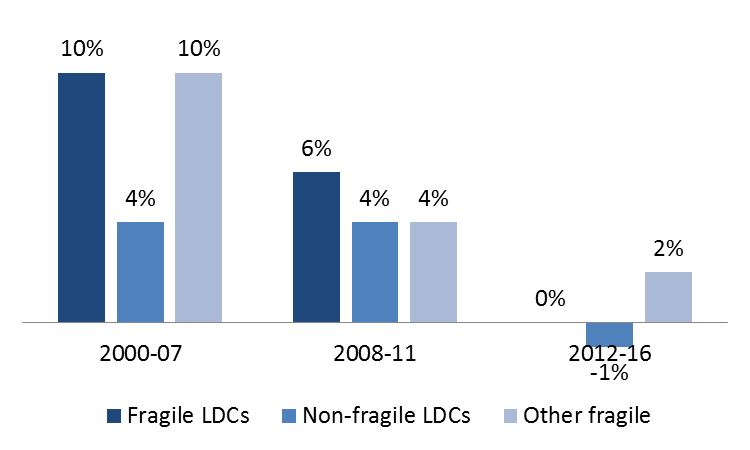 10% 10%
6%
4% 4% 4%
2%
0%
2000-07 2008-11 2012-16
-1%
Fragile LDCs Non-fragile LDCs Other fragile